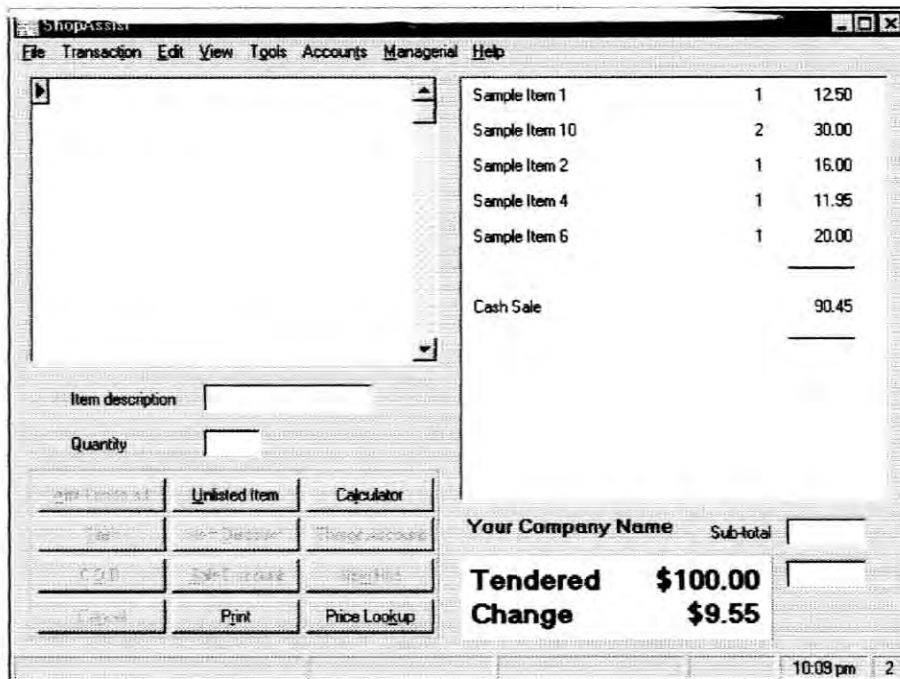 ShopAssist
File Transaction Edit View Tools Accounts Managerial Help
Sample Item 1 1 12.50
Sample Item 10 2 30.00
Sample Item 2 1 16.00
Sample Item 4 1 11.95
Sample Item 6 1 20.00
Cash Sale 90.45
Item description
Quantity
Unlisted Item Calculator
C.O.D.
Cancel Print Price Lookup
Your Company Name Sub-total
Tendered $100.00
Change $9.55
10:09 pm 2